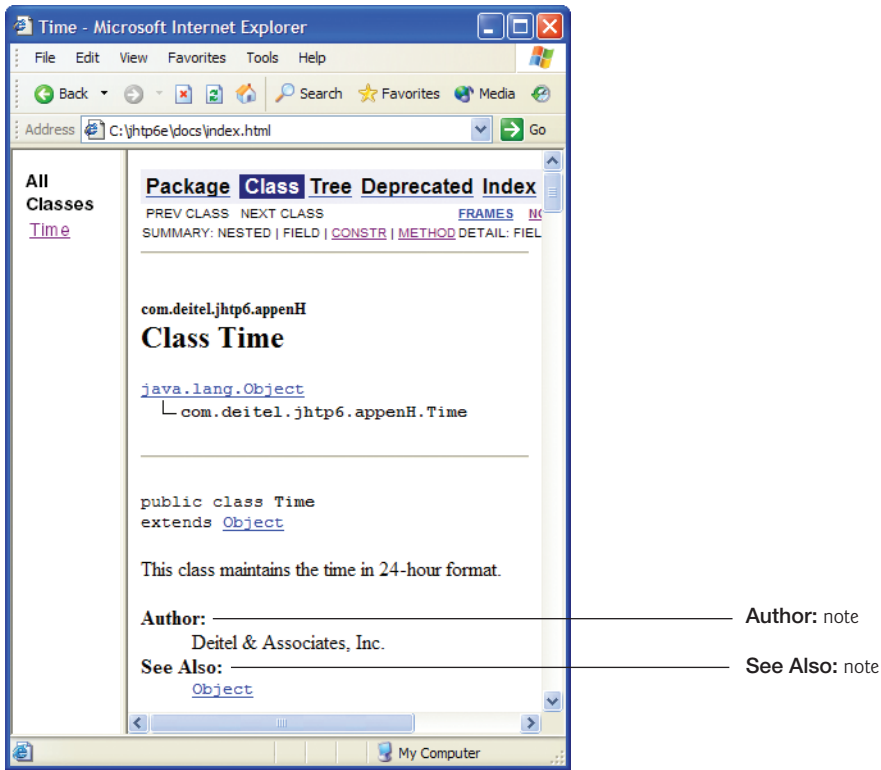 Time - Microsoft Internet Explorer
File Edit View Favorites Tools Help
Back Search Favorites Media
Address C:\jhtp6e\docs\index.html Go
All
Classes
Time
Package Class Tree Deprecated Index
PREV CLASS NEXT CLASS FRAMES
SUMMARY: NESTED | FIELD | CONSTR | METHOD DETAIL: FIEL
com.deitel.jhtp6.appenH
Class Time
java.lang.Object
com.deitel.jhtp6.appenH.Time
public class Time
extends Object
This class maintains the time in 24-hour format.
Author:
Author: note
Deitel & Associates, Inc.
See Also:
See Also: note
Object
My Computer